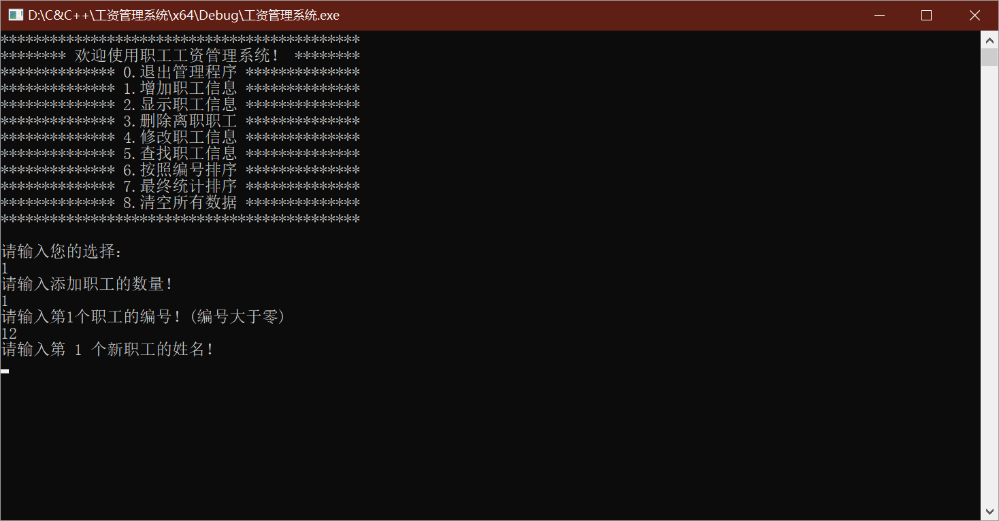 D:\C&C++\工资管理系统\x64\Debug\工资管理系统.exe
********************************************
******** 欢迎使用职工工资管理系统！ ********
************** 0.退出管理程序 **************
************** 1.增加职工信息 **************
************** 2.显示职工信息 **************
************** 3.删除离职职工 **************
************** 4.修改职工信息 **************
************** 5.查找职工信息 **************
************** 6.按照编号排序 **************
************** 7.最终统计排序 **************
************** 8.清空所有数据 **************
********************************************
请输入您的选择：
1
请输入添加职工的数量！
1
请输入第1个职工的编号！(编号大于零)
12
请输入第 1 个新职工的姓名！